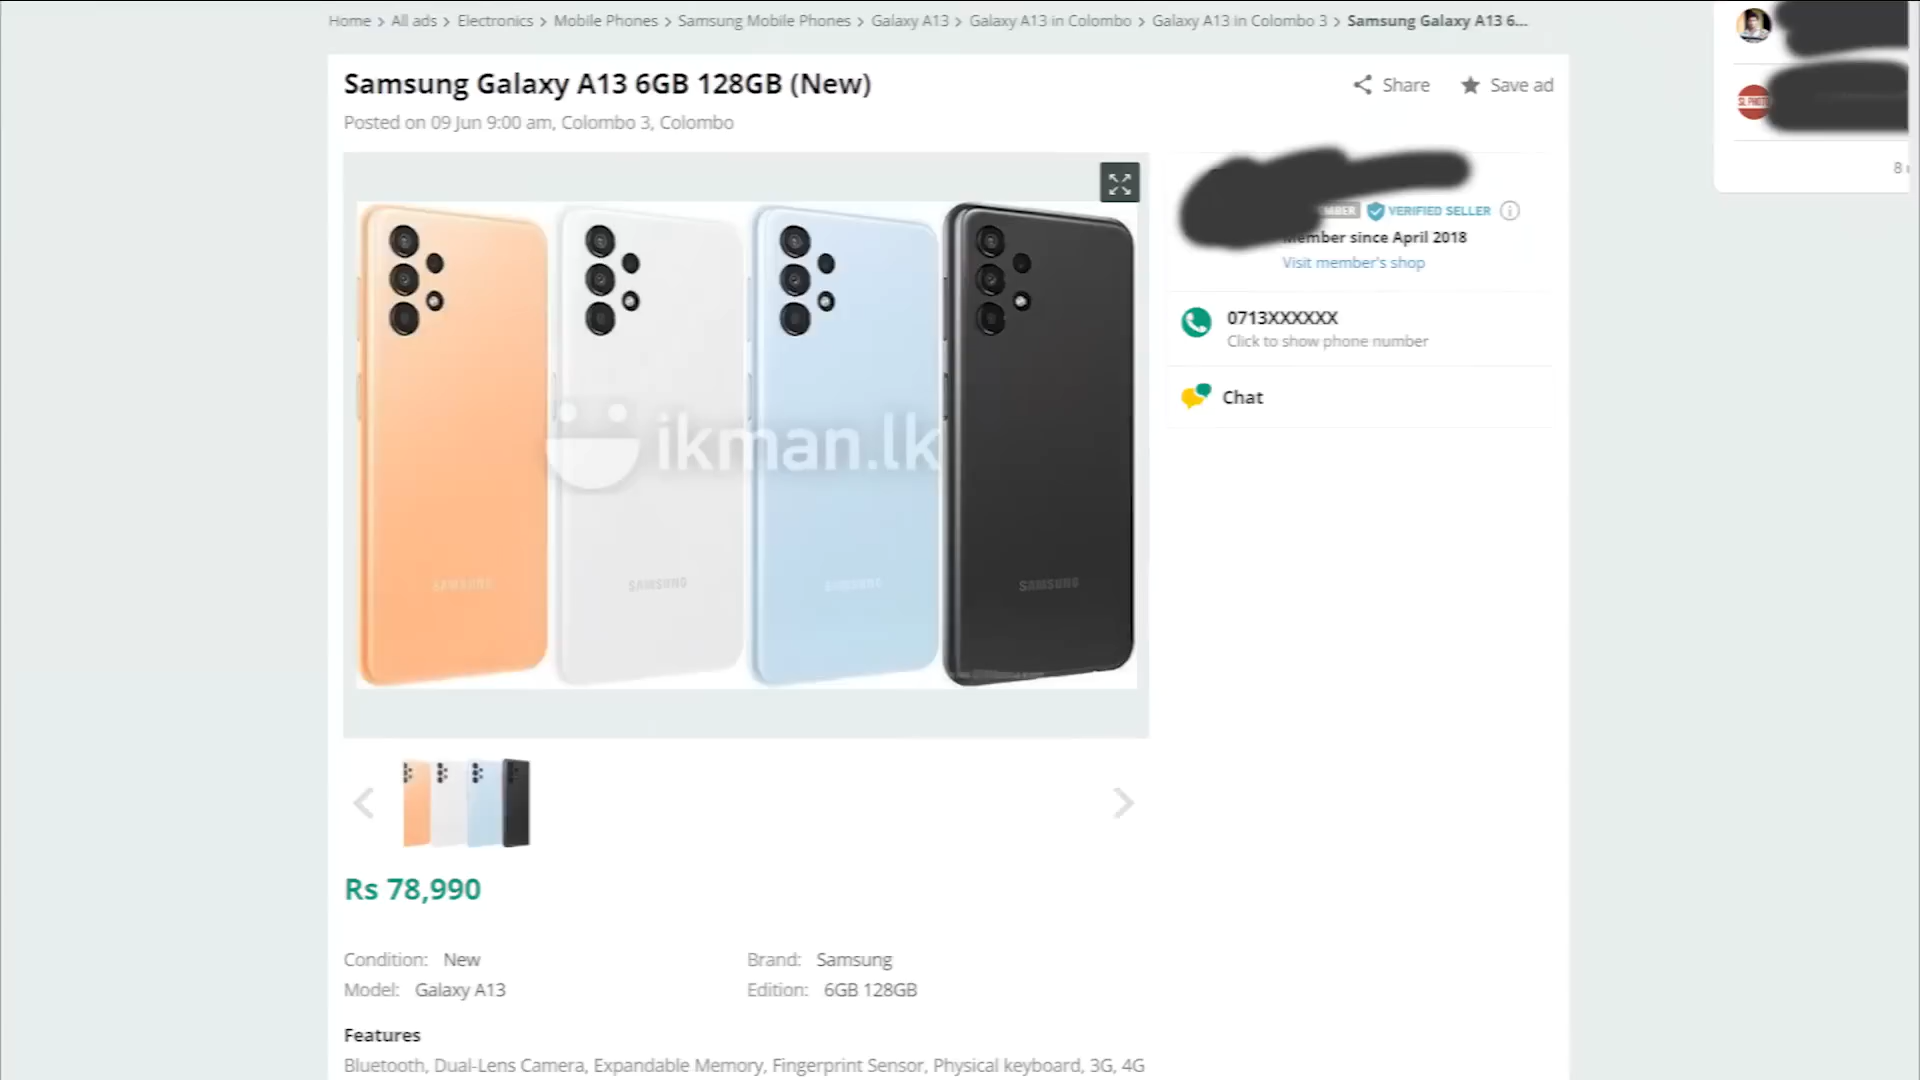 Home > All ads > Electronics > Mobile Phones > Samsung Mobile Phones > Galaxy A13 > Galaxy A13 in Colombo > Galaxy A13 in Colombo 3 > Samsung Galaxy A13 6...
Samsung Galaxy A13 6GB 128GB (New)
Share
Save ad
Posted on 09 Jun 9:00 am, Colombo 3, Colombo
VERIFIED SELLER
Member since April 2018
Visit member's shop
0713XXXXXX
Click to show phone number
Chat
8
ikman.lk
SAMSUNG SAMSUNG SAMSUNG SAMSUNG
Rs 78,990
Condition: New
Brand: Samsung
Model: Galaxy A13
Edition: 6GB 128GB
Features
Bluetooth, Dual-Lens Camera, Expandable Memory, Fingerprint Sensor, Physical keyboard, 3G, 4G